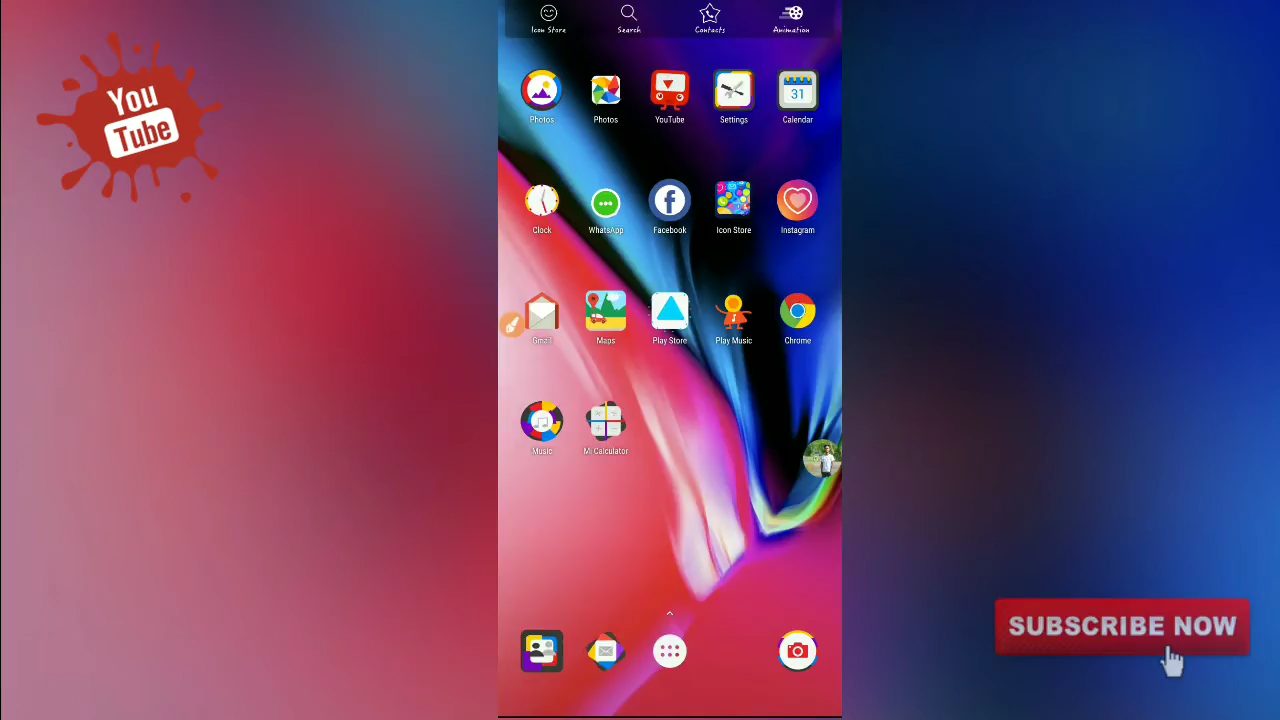 You
Tube
Icon Store Search Contacts Animation
Photos Photos YouTube Settings Calendar
31
Clock WhatsApp Facebook Icon Store Instagram
Gmail Maps Play Store Play Music Chrome
Music Mi Calculator
SUBSCRIBE NOW